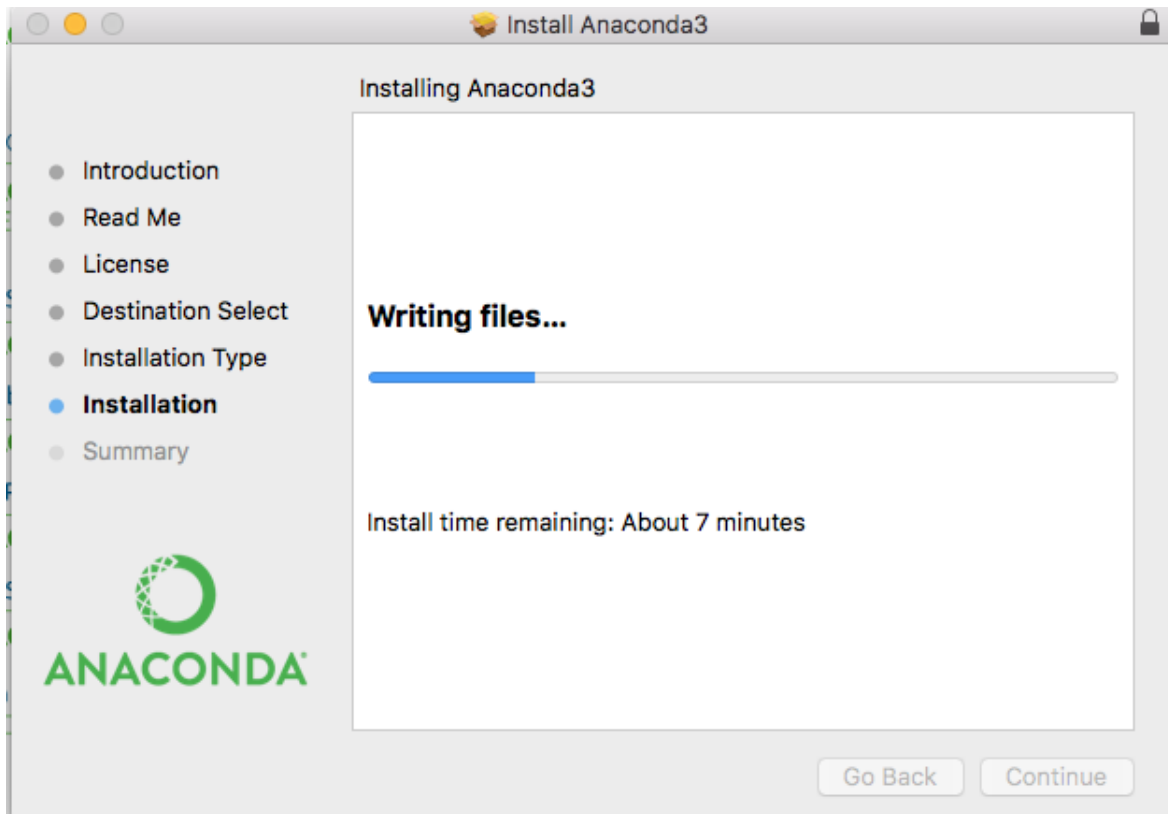 Install Anaconda3
Installing Anaconda3
Introduction
Read Me
License
Destination Select
Installation Type
Installation
Summary
Writing files...
Install time remaining: About 7 minutes
ANACONDA
Go Back
Continue